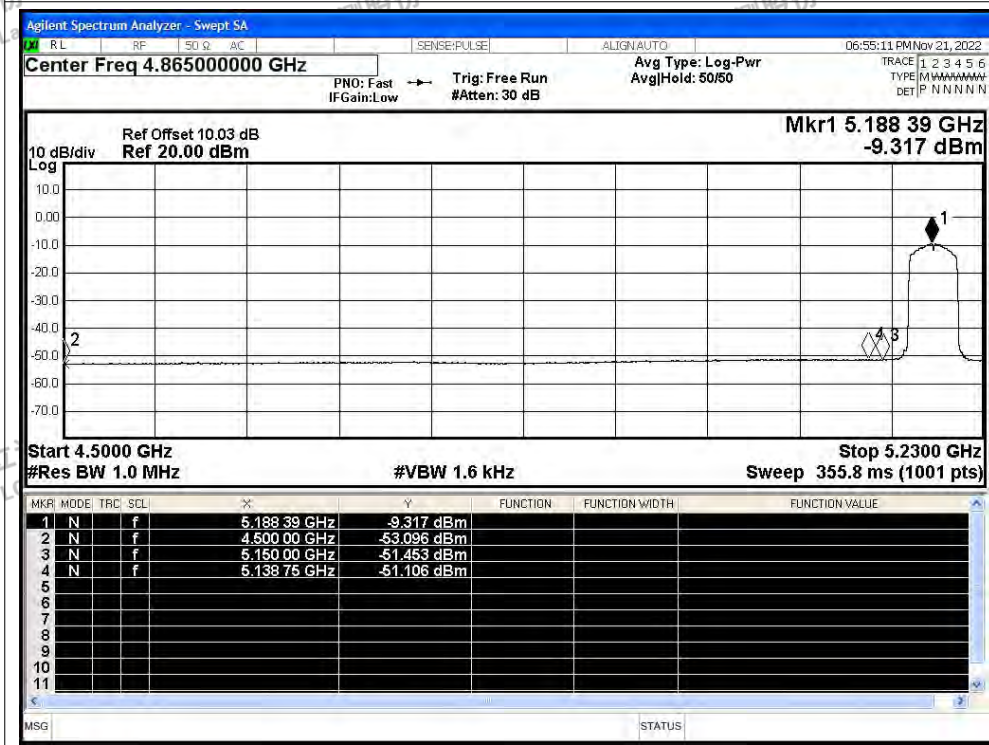 测股份
测股份
Agilent Spectrum Analyzer - Swept SA
RL RF 50 Ω AC SENSE:PULSE ALIGN AUTO 06:55:11 PM Nov 21, 2022
Center Freq 4.865000000 GHz
PNO: Fast
IFGain:Low
Trig: Free Run
#Atten: 30 dB
Avg Type: Log-Pwr
Avg|Hold: 50/50
TRACE 1 2 3 4 5 6
TYPE M WWWWW
DET P N N N N N
Mkr1 5.188 39 GHz
-9.317 dBm
Ref Offset 10.03 dB
10 dB/div Ref 20.00 dBm
Log
10.0
0.00
-10.0
-20.0
-30.0
-40.0
-50.0
-60.0
-70.0
1
2
4 3
Start 4.5000 GHz Stop 5.2300 GHz
#Res BW 1.0 MHz #VBW 1.6 kHz Sweep 355.8 ms (1001 pts)
MKR MODE TRC SCL X Y FUNCTION FUNCTION WIDTH FUNCTION VALUE
1 N f 5.188 39 GHz -9.317 dBm
2 N f 4.500 00 GHz -53.096 dBm
3 N f 5.150 00 GHz -51.453 dBm
4 N f 5.138 75 GHz -51.106 dBm
5
6
7
8
9
10
11
MSG STATUS